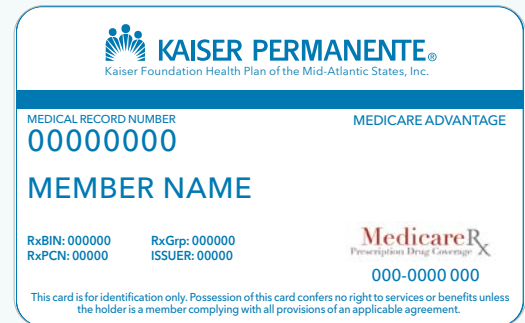 KAISER PERMANENTE®
Kaiser Foundation Health Plan of the Mid-Atlantic States, Inc.
MEDICAL RECORD NUMBER
MEDICARE ADVANTAGE
00000000
MEMBER NAME
RxBIN: 000000 RxGrp: 000000
RxPCN: 00000 ISSUER: 00000
MedicareRx
Prescription Drug Coverage
000-0000 000
This card is for identification only. Possession of this card confers no right to services or benefits unless
the holder is a member complying with all provisions of an applicable agreement.